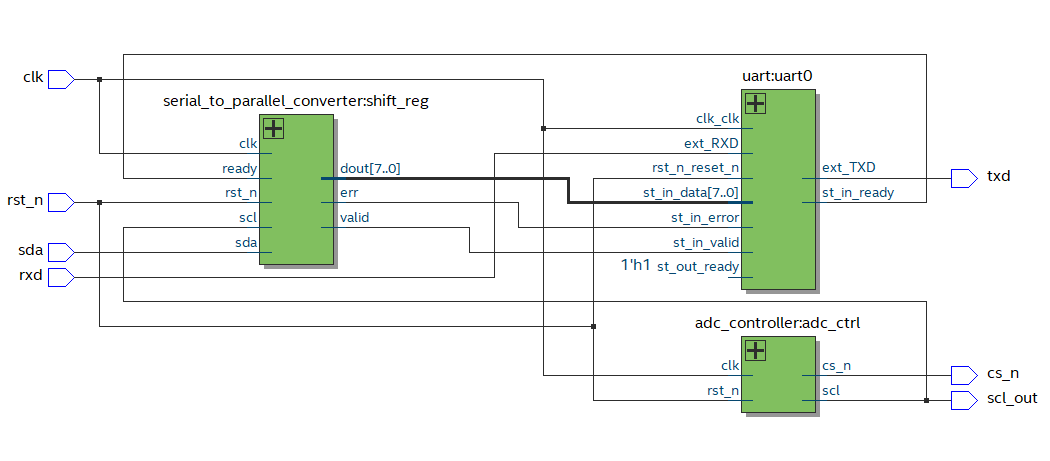 clk
rst_n
sda
rxd
serial_to_parallel_converter:shift_reg
clk
ready
rst_n
scl
sda
dout[7..0]
err
valid
uart:uart0
clk_clk
ext_RXD
rst_n_reset_n
st_in_data[7..0]
st_in_error
st_in_valid
1'h1 st_out_ready
ext_TXD
st_in_ready
adc_controller:adc_ctrl
clk
rst_n
cs_n
scl
txd
cs_n
scl_out